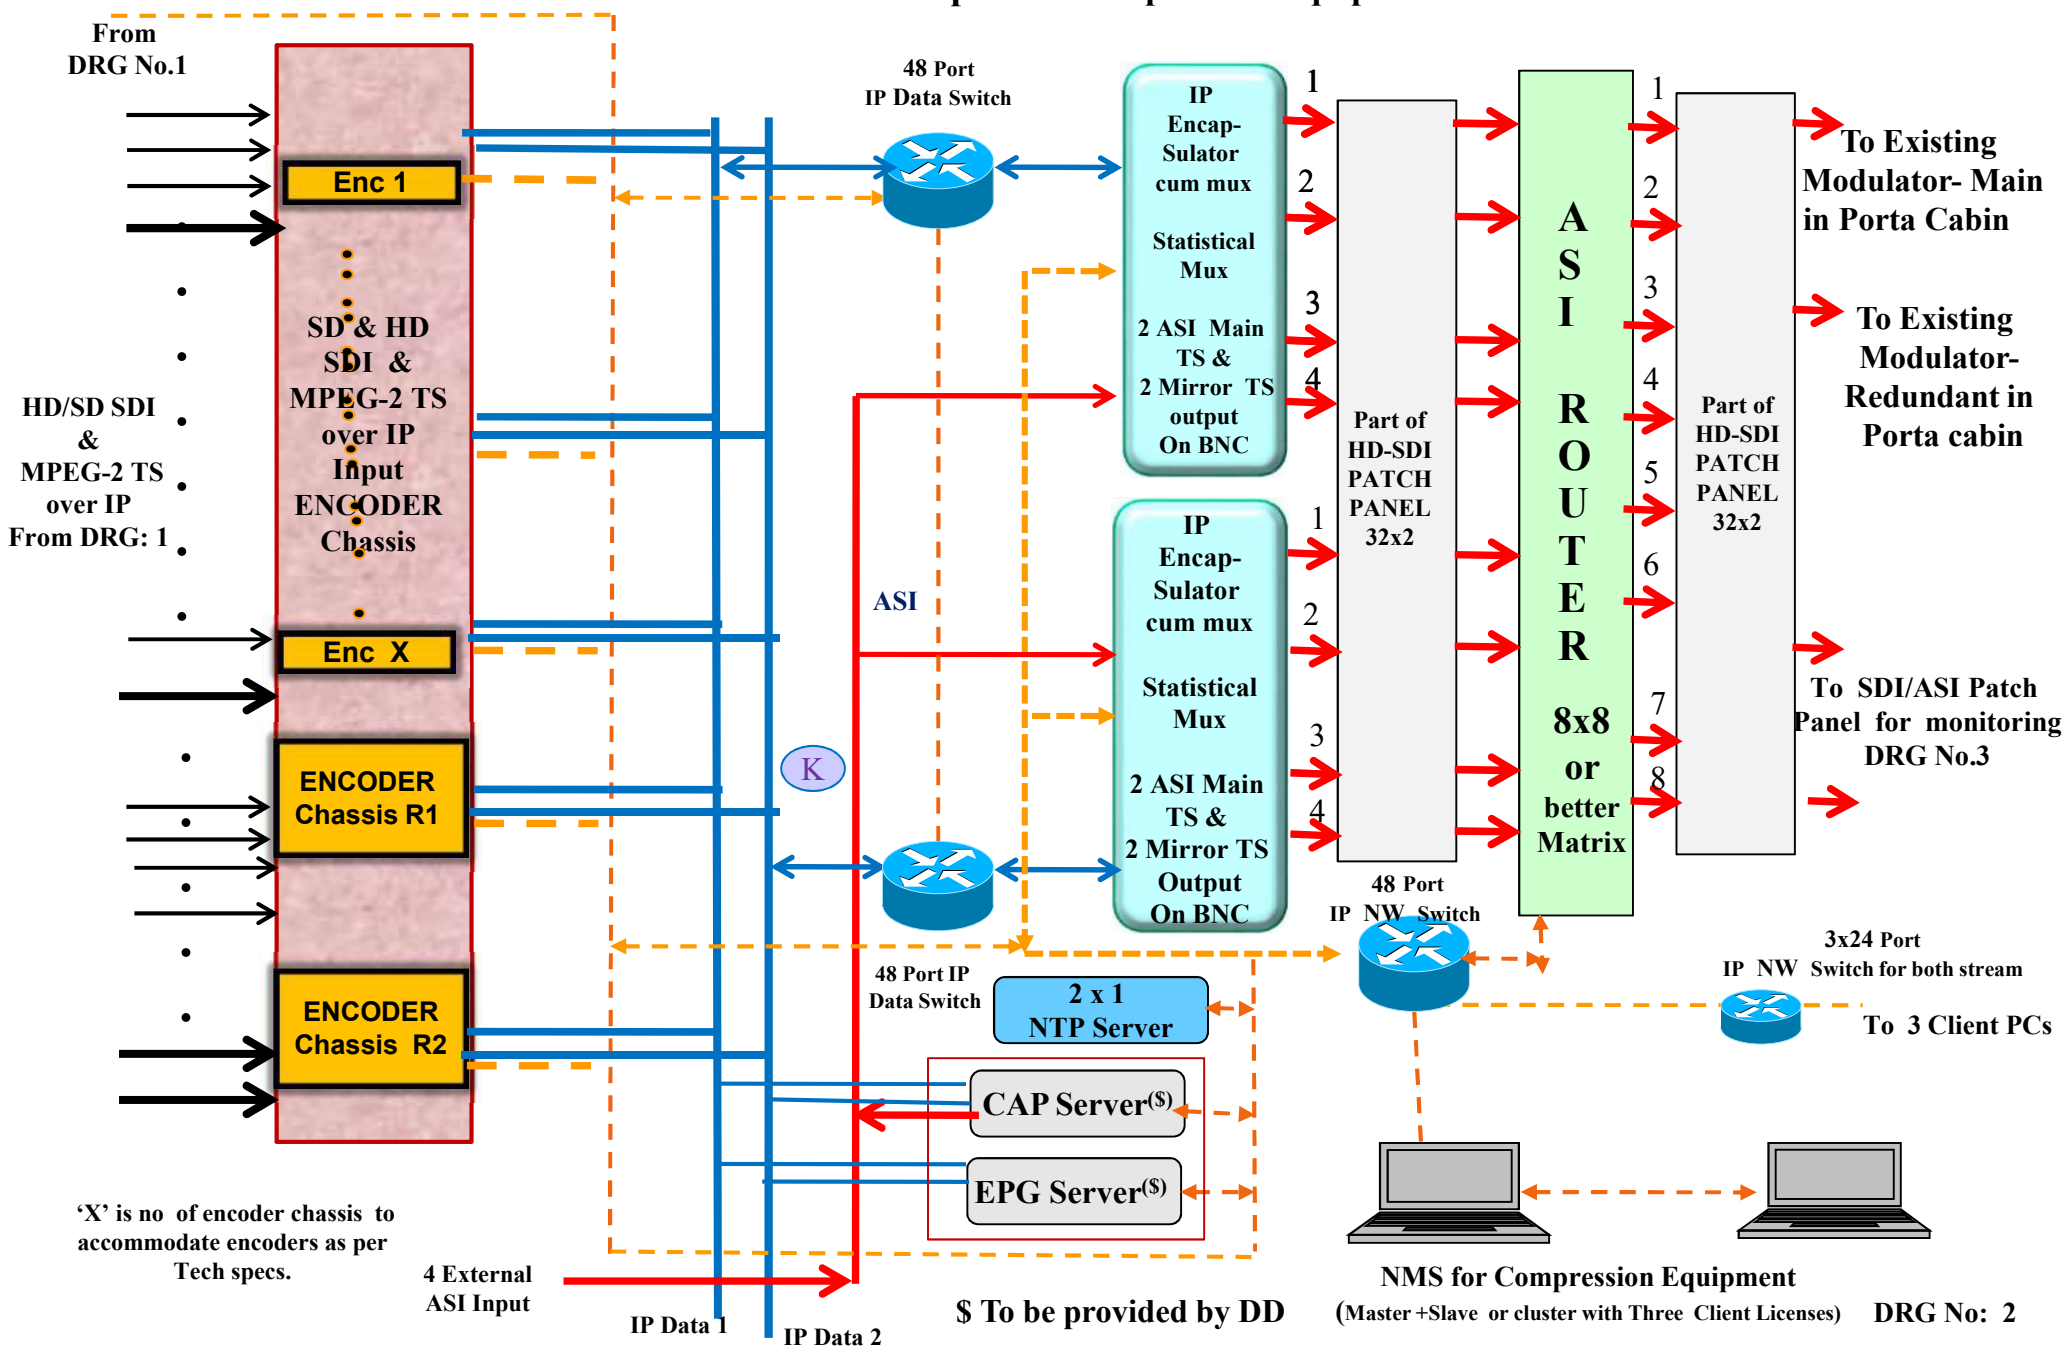 From
DRG No.1
HD/SD SDI
&
MPEG-2 TS
over IP
From DRG: 1
Enc 1
SD & HD
SDI &
MPEG-2 TS
over IP
Input
ENCODER
Chassis
Enc X
ENCODER
Chassis R1
ENCODER
Chassis R2
'X' is no of encoder chassis to
accommodate encoders as per
Tech specs.
4 External
ASI Input
IP Data 1
IP Data 2
K
ASI
48 Port
IP Data Switch
48 Port IP
Data Switch
IP
Encap-
Sulator
cum mux
Statistical
Mux
2 ASI Main
TS &
2 Mirror TS
output
On BNC
1
2
3
4
IP
Encap-
Sulator
cum mux
Statistical
Mux
2 ASI Main
TS &
2 Mirror TS
Output
On BNC
1
2
3
4
Part of
HD-SDI
PATCH
PANEL
32x2
A
S
I
R
O
U
T
E
R
8x8
or
better
Matrix
1
2
3
4
5
6
7
8
Part of
HD-SDI
PATCH
PANEL
32x2
To Existing
Modulator- Main
in Porta Cabin
To Existing
Modulator-
Redundant in
Porta cabin
To SDI/ASI Patch
Panel for monitoring
DRG No.3
48 Port
IP NW Switch
3x24 Port
IP NW Switch for both stream
To 3 Client PCs
2 x 1
NTP Server
CAP Server($)
EPG Server($)
$ To be provided by DD
NMS for Compression Equipment
(Master +Slave or cluster with Three Client Licenses)
DRG No: 2